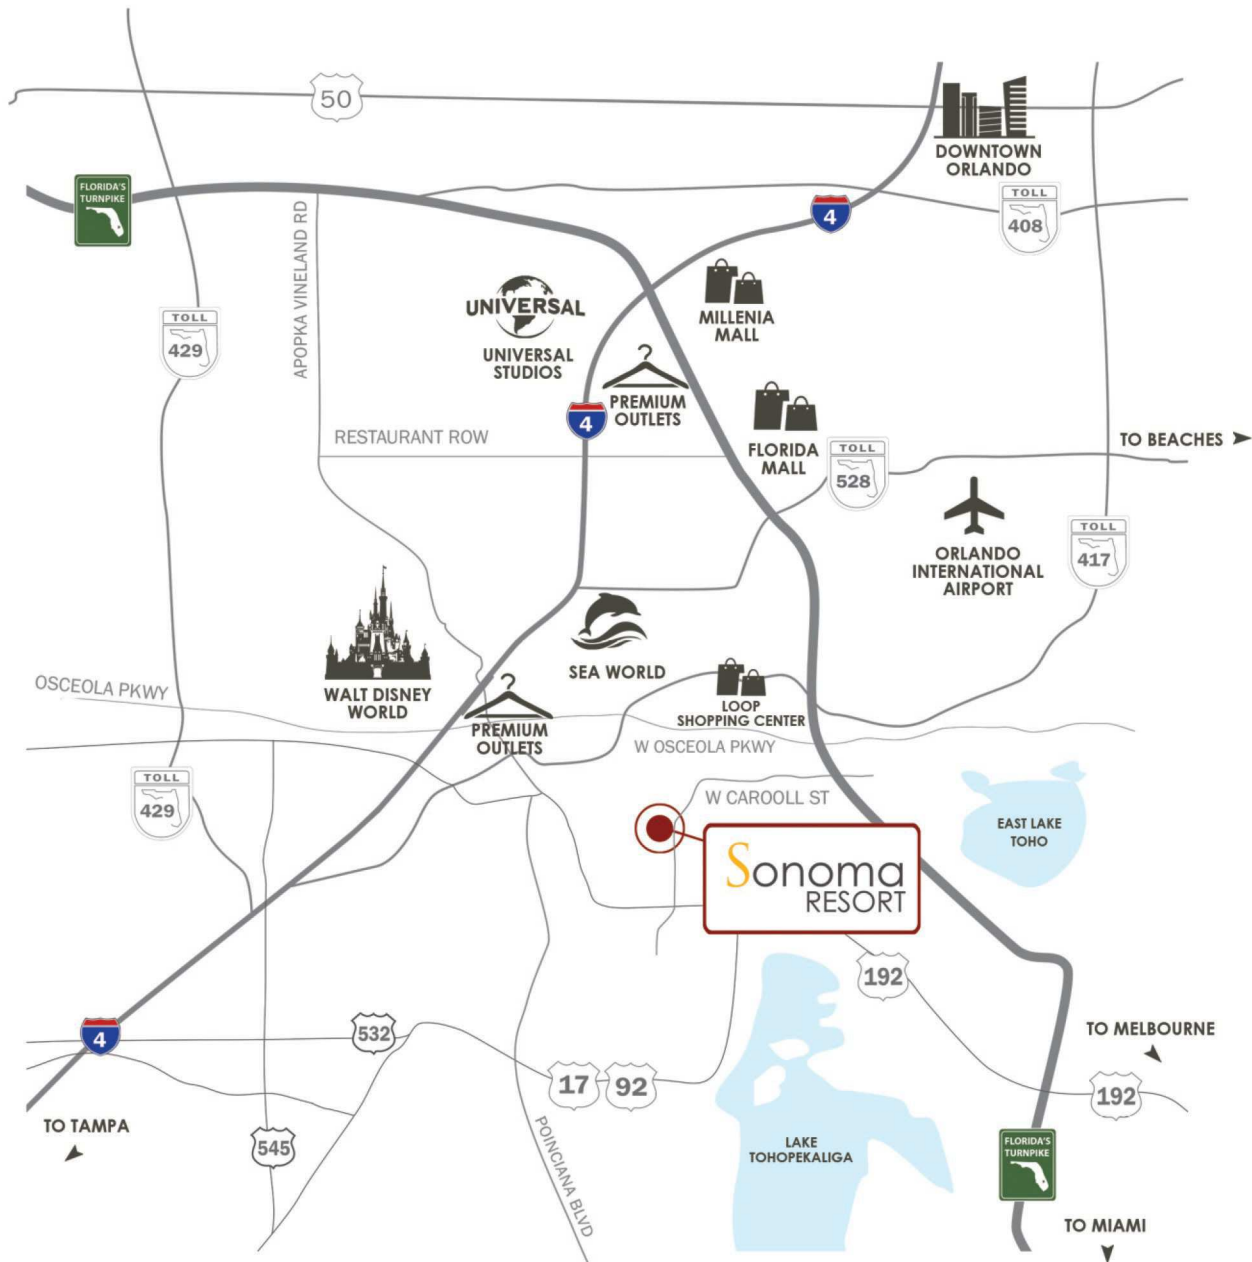 50
DOWNTOWN
ORLANDO
FLORIDA'S
TURNPIKE
4
TOLL
408
APOPKA VINELAND RD
UNIVERSAL
UNIVERSAL
STUDIOS
MILLENIA
MALL
TOLL
429
PREMIUM
OUTLETS
4
RESTAURANT ROW
FLORIDA
MALL
TO BEACHES
TOLL
528
TOLL
417
ORLANDO
INTERNATIONAL
AIRPORT
SEA WORLD
OSCEOLA PKWY
WALT DISNEY
WORLD
LOOP
SHOPPING CENTER
PREMIUM
OUTLETS
W OSCEOLA PKWY
TOLL
429
W CAROOLL ST
EAST LAKE
TOHO
Sonoma
RESORT
192
4
532
TO MELBOURNE
17
92
192
TO TAMPA
545
POINCIANA BLVD
LAKE
TOHOPEKALIGA
FLORIDA'S
TURNPIKE
TO MIAMI